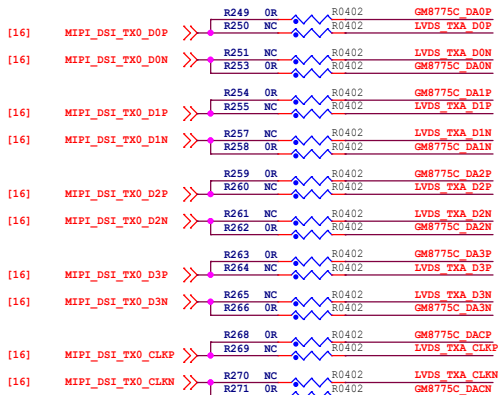 R249 0R R0402 GM8775C_DA0P
[16] MIPI_DSI_TX0_D0P R250 NC R0402 LVDS_TXA_D0P
R251 NC R0402 LVDS_TXA_D0N
[16] MIPI_DSI_TX0_D0N R253 0R R0402 GM8775C_DA0N
R254 0R R0402 GM8775C_DA1P
[16] MIPI_DSI_TX0_D1P R255 NC R0402 LVDS_TXA_D1P
R257 NC R0402 LVDS_TXA_D1N
[16] MIPI_DSI_TX0_D1N R258 0R R0402 GM8775C_DA1N
R259 0R R0402 GM8775C_DA2P
[16] MIPI_DSI_TX0_D2P R260 NC R0402 LVDS_TXA_D2P
R261 NC R0402 LVDS_TXA_D2N
[16] MIPI_DSI_TX0_D2N R262 0R R0402 GM8775C_DA2N
R263 0R R0402 GM8775C_DA3P
[16] MIPI_DSI_TX0_D3P R264 NC R0402 LVDS_TXA_D3P
R265 NC R0402 LVDS_TXA_D3N
[16] MIPI_DSI_TX0_D3N R266 0R R0402 GM8775C_DA3N
R268 0R R0402 GM8775C_DACP
[16] MIPI_DSI_TX0_CLKP R269 NC R0402 LVDS_TXA_CLKP
R270 NC R0402 LVDS_TXA_CLKN
[16] MIPI_DSI_TX0_CLKN R271 0R R0402 GM8775C_DACN